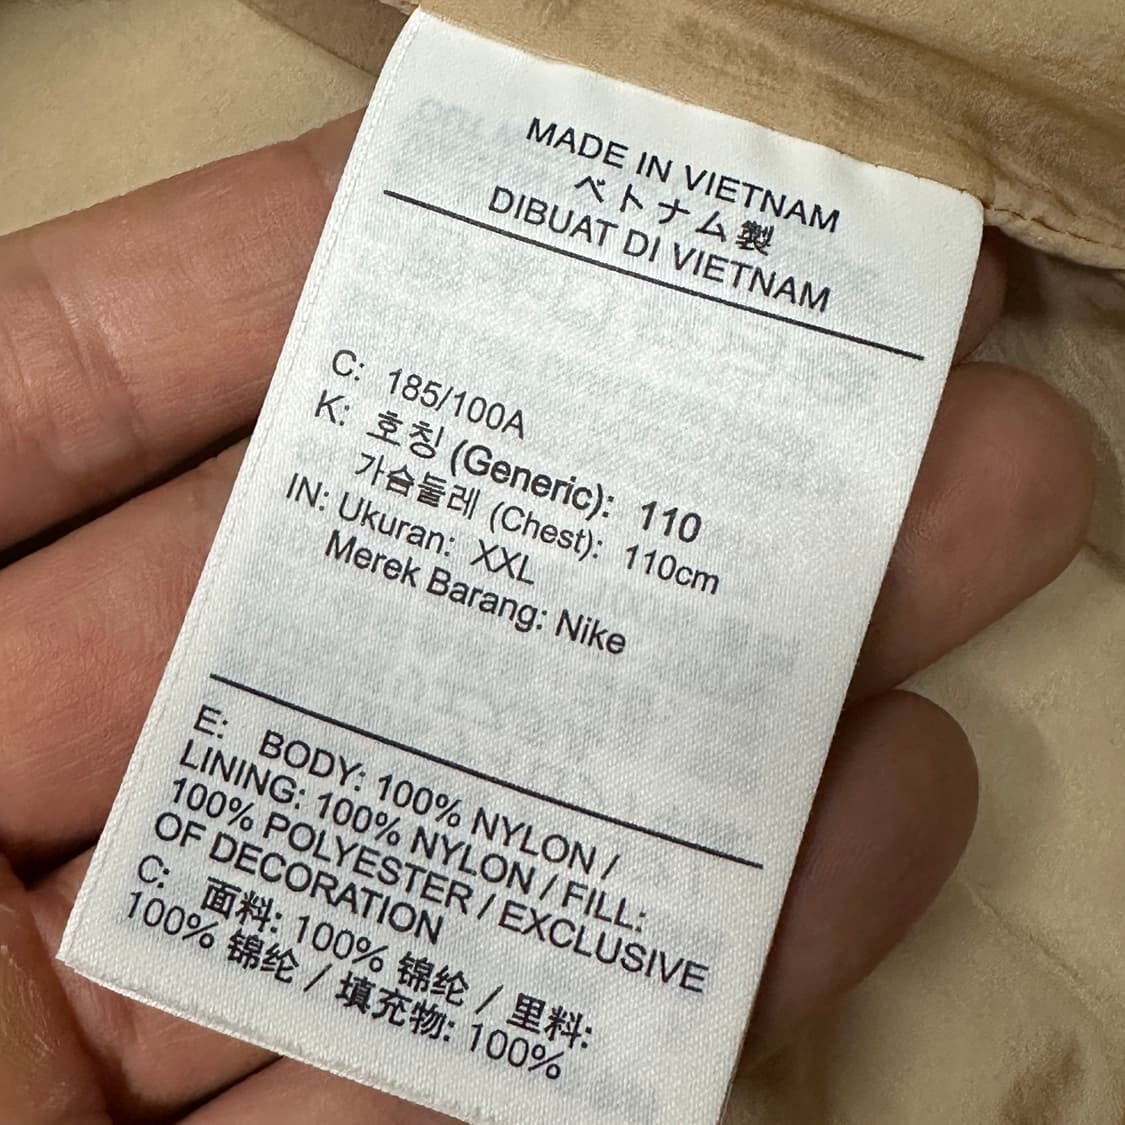 MADE IN VIETNAM
ベトナム製
DIBUAT DI VIETNAM
C: 185/100A
K: 호칭 (Generic): 110
가슴둘레 (Chest): 110cm
IN: Ukuran: XXL
Merek Barang: Nike
E: BODY: 100% NYLON /
LINING: 100% NYLON / FILL:
100% POLYESTER / EXCLUSIVE
OF DECORATION
C: 面料: 100% 锦纶 / 里料:
100% 锦纶 / 填充物: 100%